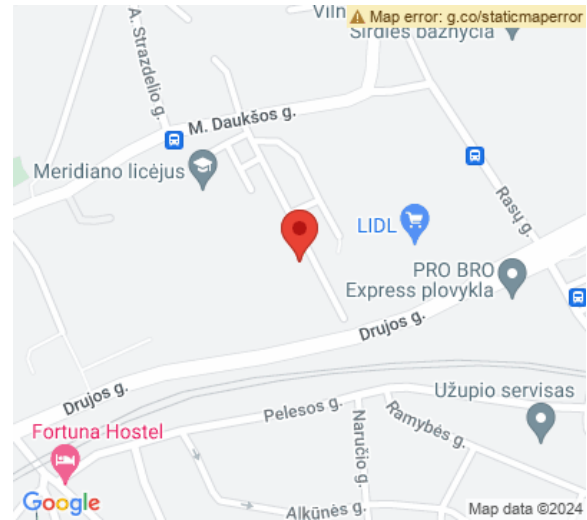 Map error: g.co/staticmaperror
Viln
Širdies bažnyčia
A. Strazdelio g.
M. Daukšos g.
Meridiano licėjus
Rasų g.
LIDL
PRO BRO
Express plovykla
Drujos g.
Drujos g.
Užupio servisas
Pelesos g.
Ramybės g.
Naručio g.
Fortuna Hostel
Alkūnės g.
Google
Map data ©2024